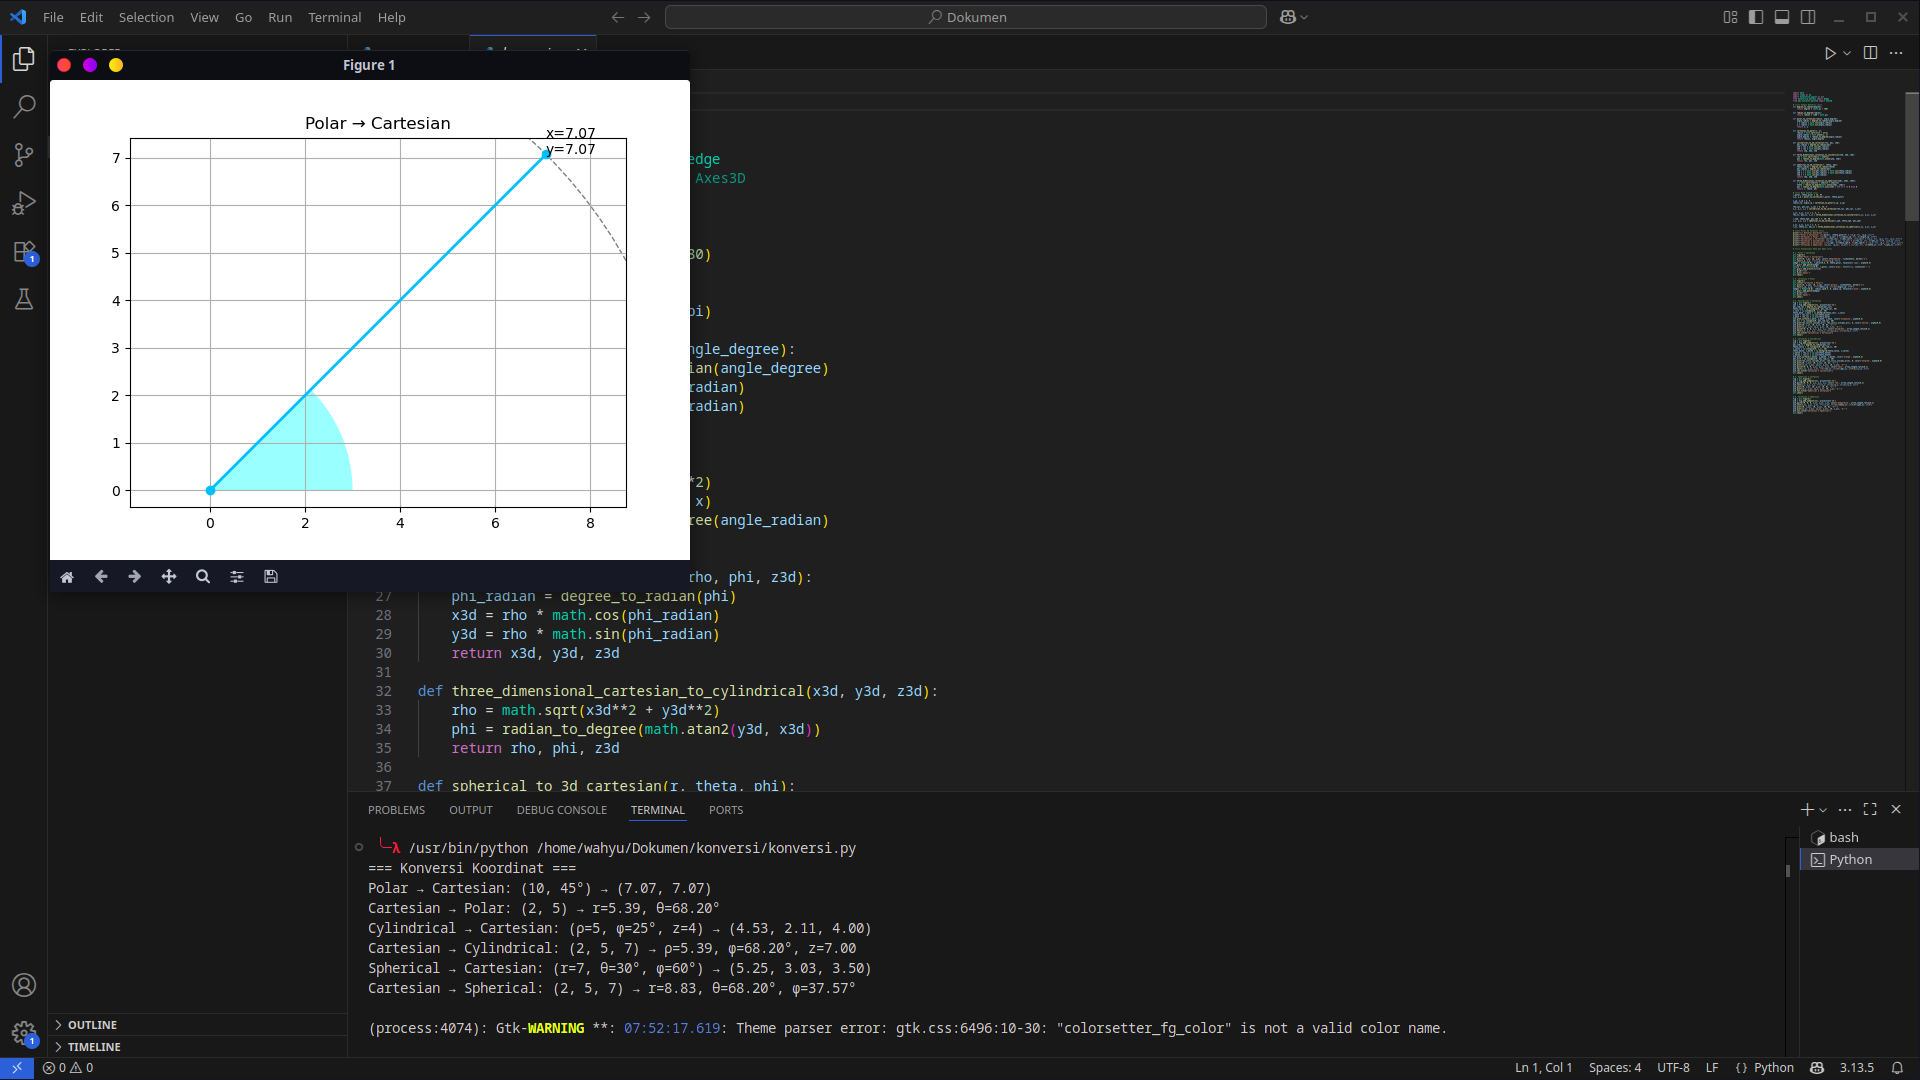 File Edit Selection View Go Run Terminal Help
Dokumen
Figure 1
Polar → Cartesian
x=7.07
y=7.07
7
6
5
4
3
2
1
0
0 2 4 6 8
edge
Axes3D
80)
pi)
ngle_degree):
ian(angle_degree)
radian)
radian)
*2)
x)
ree(angle_radian)
rho, phi, z3d):
27 phi_radian = degree_to_radian(phi)
28 x3d = rho * math.cos(phi_radian)
29 y3d = rho * math.sin(phi_radian)
30 return x3d, y3d, z3d
31
32 def three_dimensional_cartesian_to_cylindrical(x3d, y3d, z3d):
33 rho = math.sqrt(x3d**2 + y3d**2)
34 phi = radian_to_degree(math.atan2(y3d, x3d))
35 return rho, phi, z3d
36
37 def spherical_to_3d_cartesian(r, theta, phi):
PROBLEMS OUTPUT DEBUG CONSOLE TERMINAL PORTS
λ /usr/bin/python /home/wahyu/Dokumen/konversi/konversi.py
=== Konversi Koordinat ===
Polar → Cartesian: (10, 45°) → (7.07, 7.07)
Cartesian → Polar: (2, 5) → r=5.39, θ=68.20°
Cylindrical → Cartesian: (ρ=5, φ=25°, z=4) → (4.53, 2.11, 4.00)
Cartesian → Cylindrical: (2, 5, 7) → ρ=5.39, φ=68.20°, z=7.00
Spherical → Cartesian: (r=7, θ=30°, φ=60°) → (5.25, 3.03, 3.50)
Cartesian → Spherical: (2, 5, 7) → r=8.83, θ=68.20°, φ=37.57°
(process:4074): Gtk-WARNING **: 07:52:17.619: Theme parser error: gtk.css:6496:10-30: "colorsetter_fg_color" is not a valid color name.
bash
Python
1
1
OUTLINE
TIMELINE
0 0
Ln 1, Col 1 Spaces: 4 UTF-8 LF {} Python 3.13.5